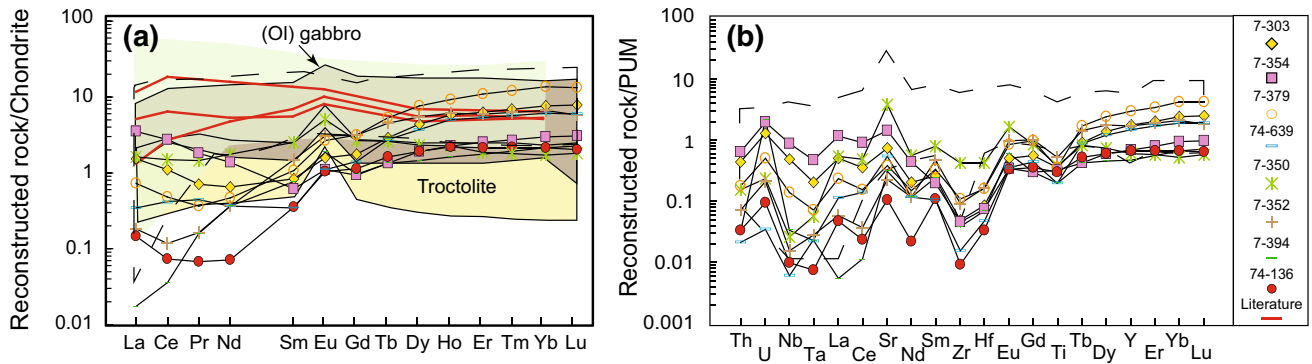 (a)
(Ol) gabbro
Troctolite
Reconstructed rock/Chondrite
100
10
1
0.1
0.01
La Ce Pr Nd Sm Eu Gd Tb Dy Ho Er Tm Yb Lu
(b)
Reconstructed rock/PUM
100
10
1
0.1
0.01
0.001
Th U Nb Ta La Ce Sr Nd Sm Zr Hf Eu Gd Ti Tb Dy Y Er Yb Lu
7-303
7-354
7-379
74-639
7-350
7-352
7-394
74-136
Literature